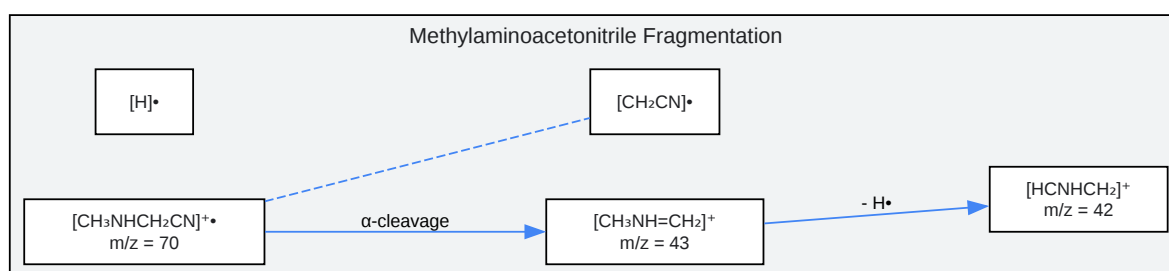 Methylaminoacetonitrile Fragmentation
[H]•
[CH₂CN]•
[CH₃NHCH₂CN]⁺•
m/z = 70
α-cleavage
[CH₃NH=CH₂]⁺
m/z = 43
- H•
[HCNHCH₂]⁺
m/z = 42